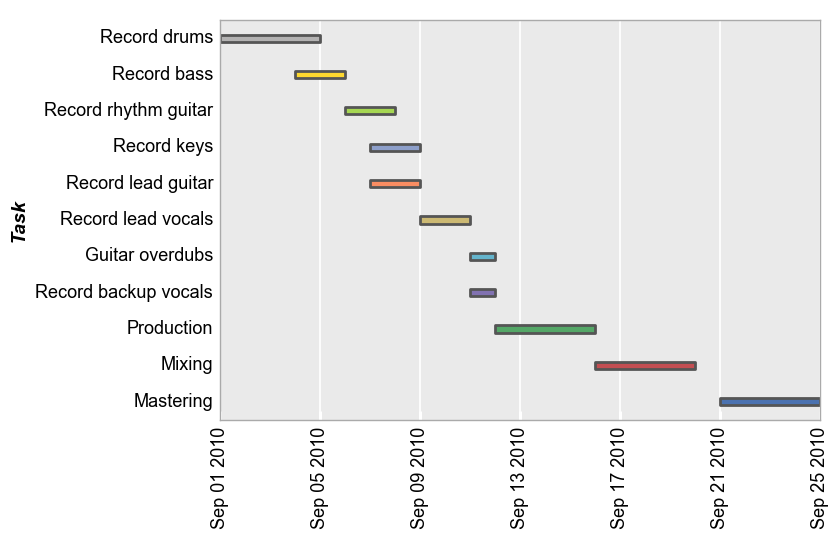 Record drums
Record bass
Record rhythm guitar
Record keys
Record lead guitar
Record lead vocals
Guitar overdubs
Record backup vocals
Production
Mixing
Mastering
Task
Sep 01 2010
Sep 05 2010
Sep 09 2010
Sep 13 2010
Sep 17 2010
Sep 21 2010
Sep 25 2010